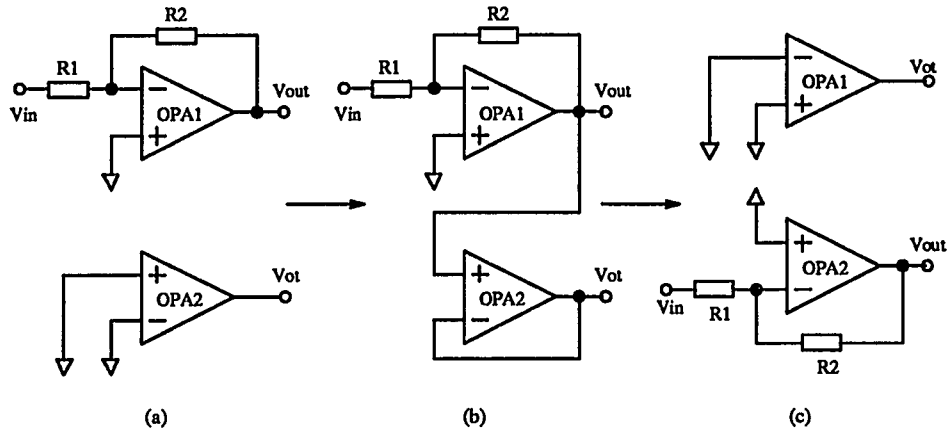 R2
R1
Vin
−
OPA1
+
Vout
+
OPA2
−
Vot
(a)
R2
R1
Vin
−
OPA1
+
Vout
+
OPA2
−
Vot
(b)
−
OPA1
+
Vot
+
OPA2
−
Vout
Vin
R1
R2
(c)